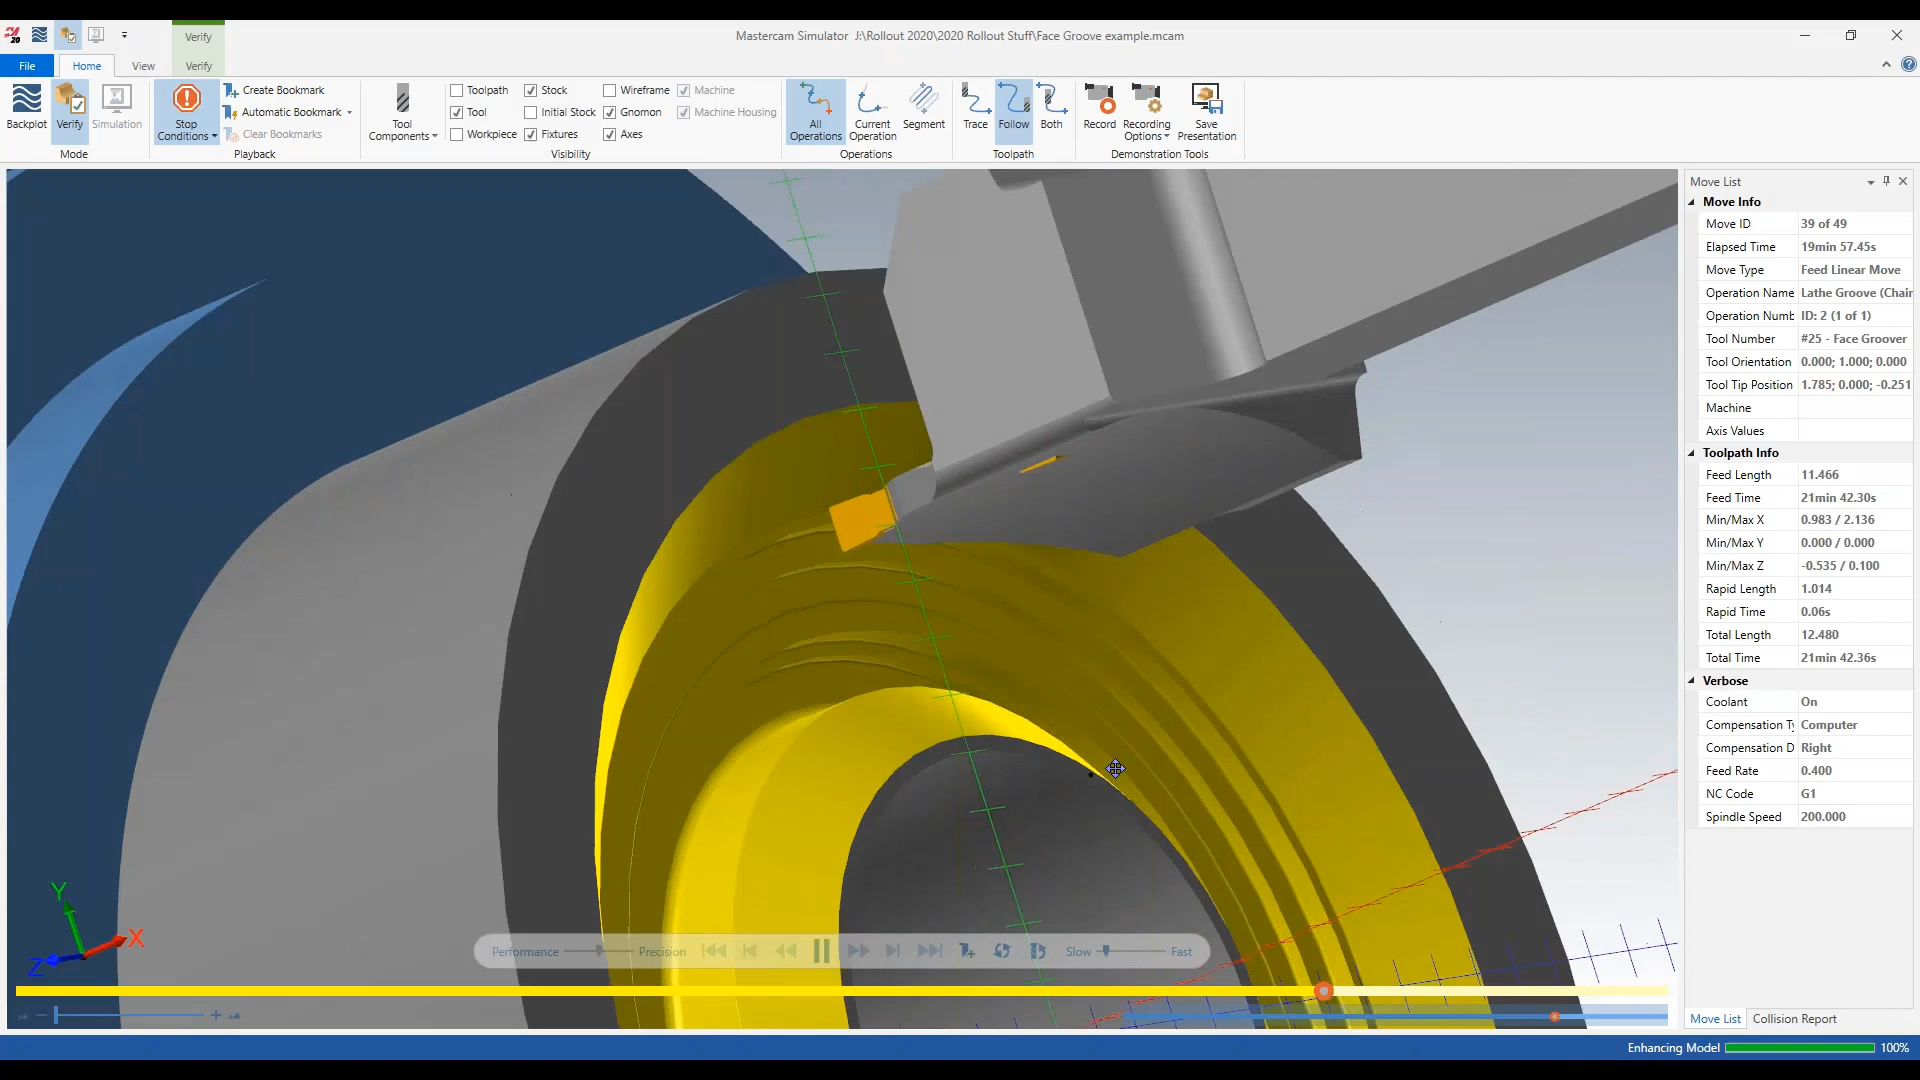 20
Verify
Mastercam Simulator J:\Rollout 2020\2020 Rollout Stuff\Face Groove example.mcam
File
Home
View
Verify
Backplot
Verify
Simulation
Mode
Stop Conditions
Create Bookmark
Automatic Bookmark
Clear Bookmarks
Playback
Tool Components
Toolpath
Stock
Wireframe
Machine
Tool
Initial Stock
Gnomon
Machine Housing
Workpiece
Fixtures
Axes
Visibility
All Operations
Current Operation
Segment
Operations
Trace
Follow
Both
Toolpath
Record
Recording Options
Save Presentation
Demonstration Tools
Move List
Move Info
Move ID 39 of 49
Elapsed Time 19min 57.45s
Move Type Feed Linear Move
Operation Name Lathe Groove (Chair
Operation Numb ID: 2 (1 of 1)
Tool Number #25 - Face Groover
Tool Orientation 0.000; 1.000; 0.000
Tool Tip Position 1.785; 0.000; -0.251
Machine
Axis Values
Toolpath Info
Feed Length 11.466
Feed Time 21min 42.30s
Min/Max X 0.983 / 2.136
Min/Max Y 0.000 / 0.000
Min/Max Z -0.535 / 0.100
Rapid Length 1.014
Rapid Time 0.06s
Total Length 12.480
Total Time 21min 42.36s
Verbose
Coolant On
Compensation Ty Computer
Compensation D Right
Feed Rate 0.400
NC Code G1
Spindle Speed 200.000
Y
X
Z
Performance
Precision
Slow
Fast
Move List
Collision Report
Enhancing Model
100%